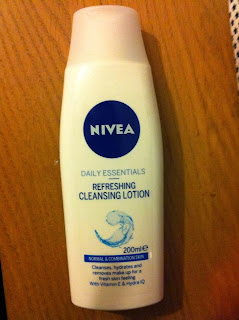 NIVEA
DAILY ESSENTIALS
REFRESHING
CLEANSING LOTION
200ml℮
NORMAL & COMBINATION SKIN
Cleanses, hydrates and
removes make up for a
fresh skin feeling
With Vitamin E & Hydra IQ